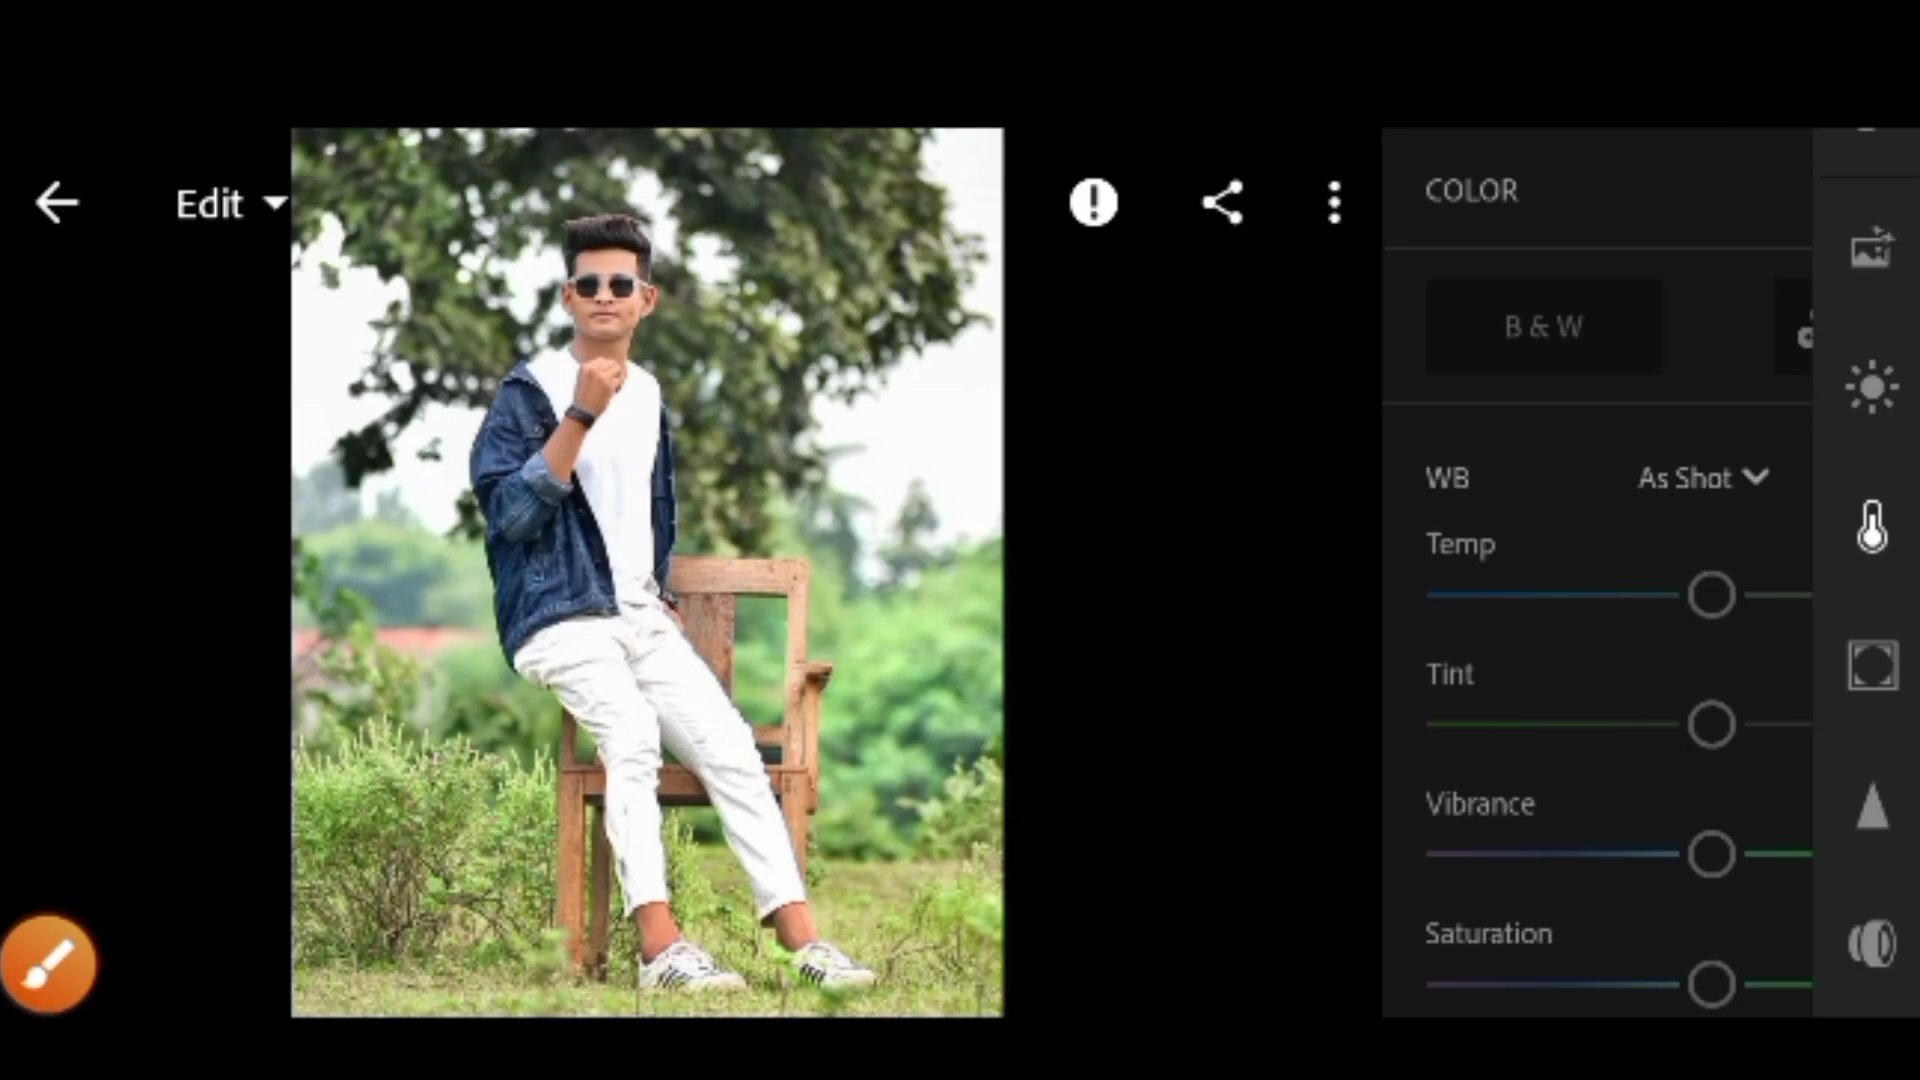 Edit
COLOR
B & W
WB As Shot
Temp
Tint
Vibrance
Saturation